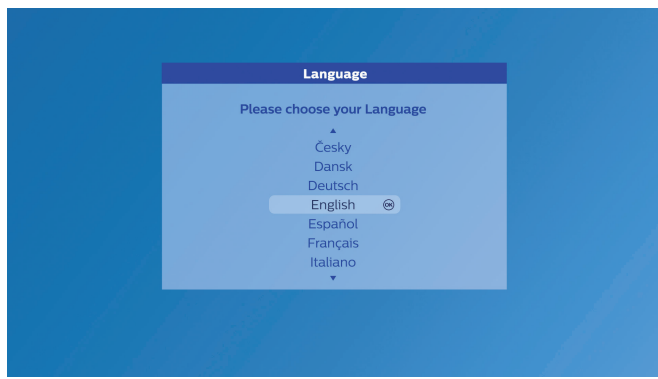 Language
Please choose your Language
Česky
Dansk
Deutsch
English OK
Español
Français
Italiano